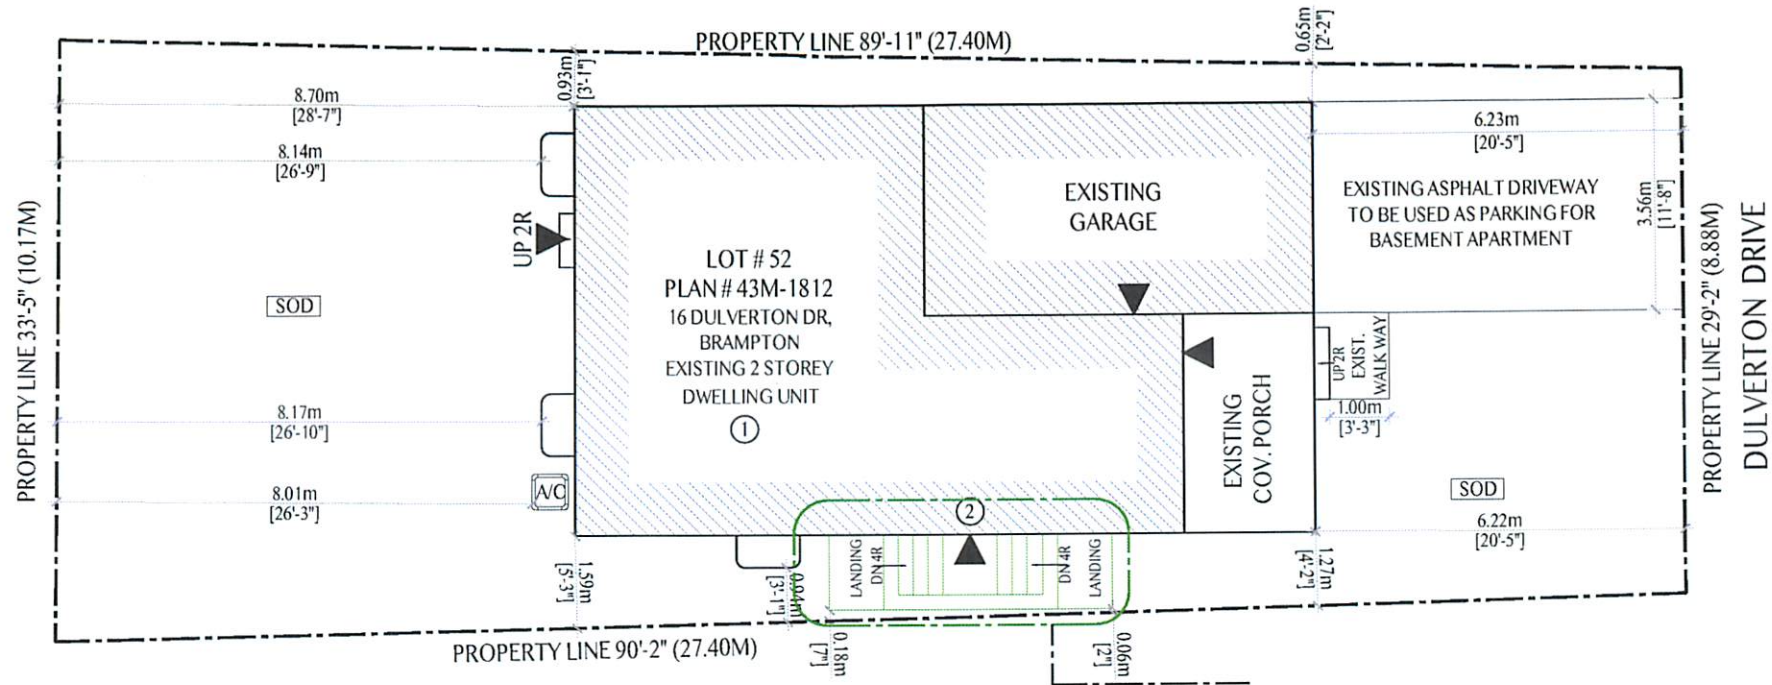 PROPERTY LINE 89'-11" (27.40M)
0.65m
[2'-2"]
0.93m
[3'-1"]
8.70m
[28'-7"]
8.14m
[26'-9"]
6.23m
[20'-5"]
PROPERTY LINE 33'-5" (10.17M)
UP 2R
SOD
LOT # 52
PLAN # 43M-1812
16 DULVERTON DR,
BRAMPTON
EXISTING 2 STOREY
DWELLING UNIT
1
EXISTING
GARAGE
EXISTING ASPHALT DRIVEWAY
TO BE USED AS PARKING FOR
BASEMENT APARTMENT
3.56m
[11'-8"]
PROPERTY LINE 29'-2" (8.88M)
DULVERTON DRIVE
UP2R
EXIST.
WALKWAY
1.00m
[3'-3"]
EXISTING
COV. PORCH
8.17m
[26'-10"]
A/C
8.01m
[26'-3"]
SOD
6.22m
[20'-5"]
2
LANDING
DN 4R
DN 4R
LANDING
1.59m
[5'-3"]
0.94m
[3'-1"]
1.27m
[4'-2"]
PROPERTY LINE 90'-2" (27.40M)
0.18m
[7"]
0.06m
[2"]